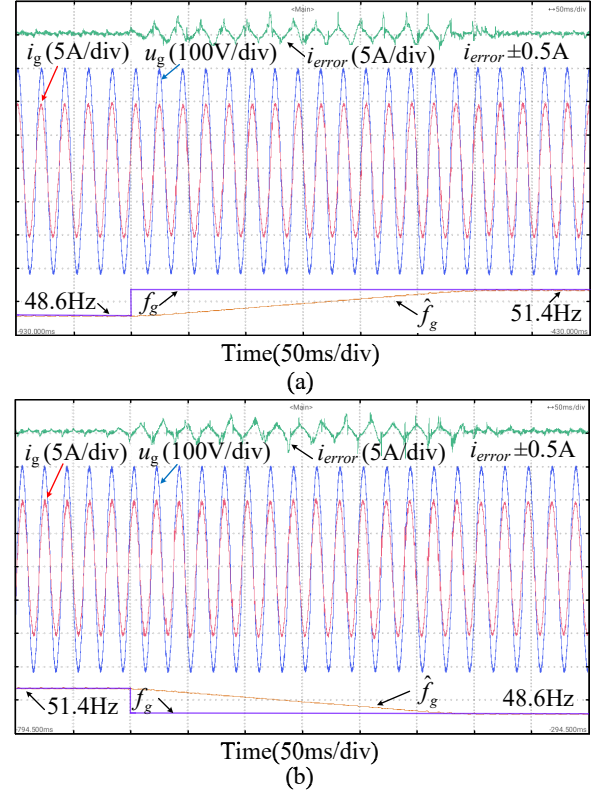 <Main>
↔50ms/div
i_g (5A/div) u_g (100V/div) i_error (5A/div) i_error ±0.5A
48.6Hz f_g f̂_g 51.4Hz
-930.000ms -430.000ms
Time(50ms/div)
(a)
<Main>
↔50ms/div
i_g (5A/div) u_g (100V/div) i_error (5A/div) i_error ±0.5A
51.4Hz f_g f̂_g 48.6Hz
794.500ms -294.500ms
Time(50ms/div)
(b)